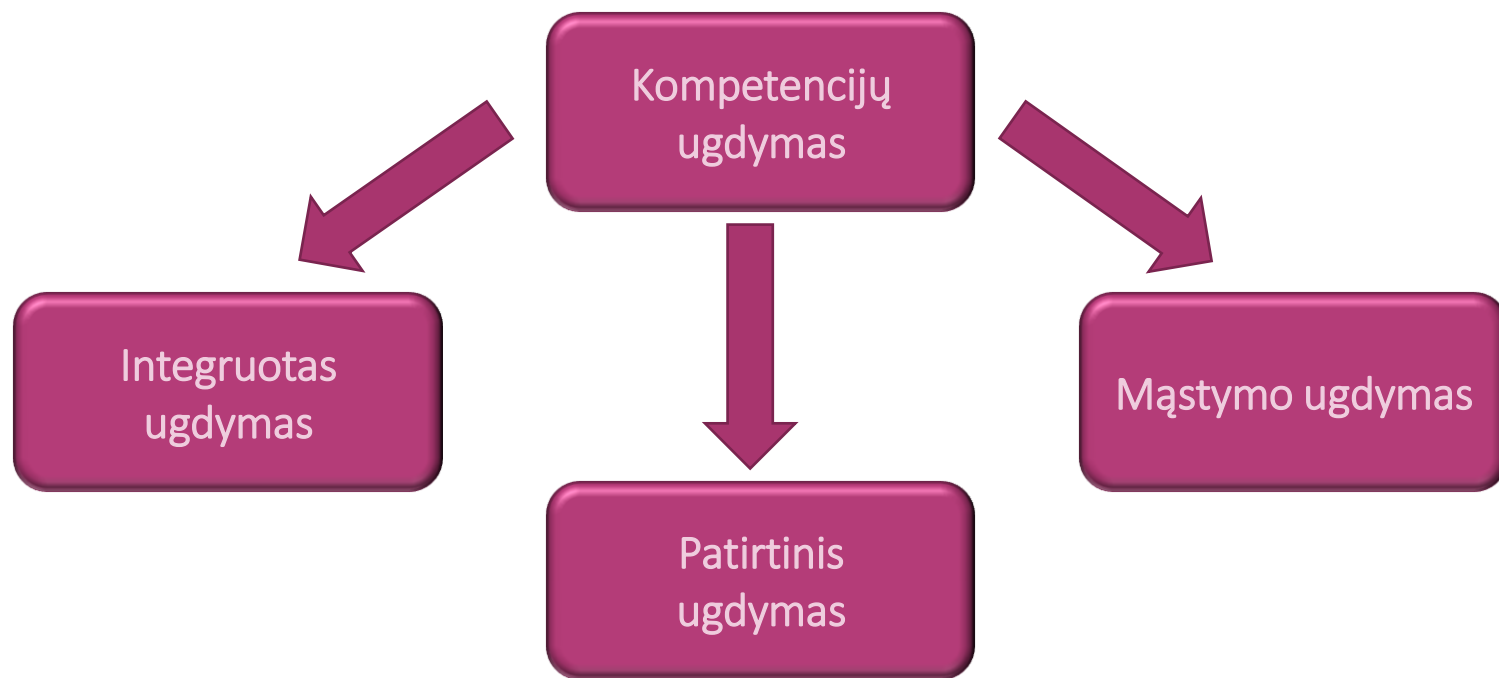 Kompetencijų
ugdymas
Integruotas
ugdymas
Mąstymo ugdymas
Patirtinis
ugdymas